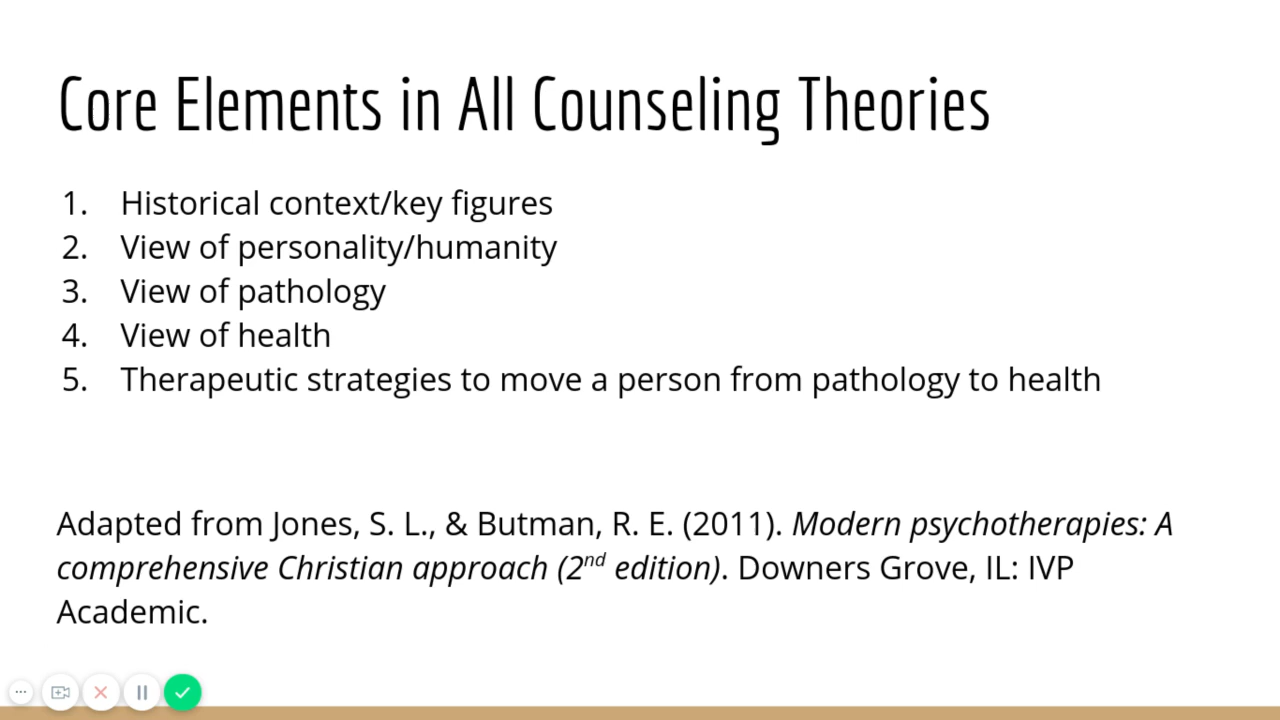 Core Elements in All Counseling Theories
1. Historical context/key figures
2. View of personality/humanity
3. View of pathology
4. View of health
5. Therapeutic strategies to move a person from pathology to health
Adapted from Jones, S. L., & Butman, R. E. (2011). Modern psychotherapies: A
comprehensive Christian approach (2nd edition). Downers Grove, IL: IVP
Academic.